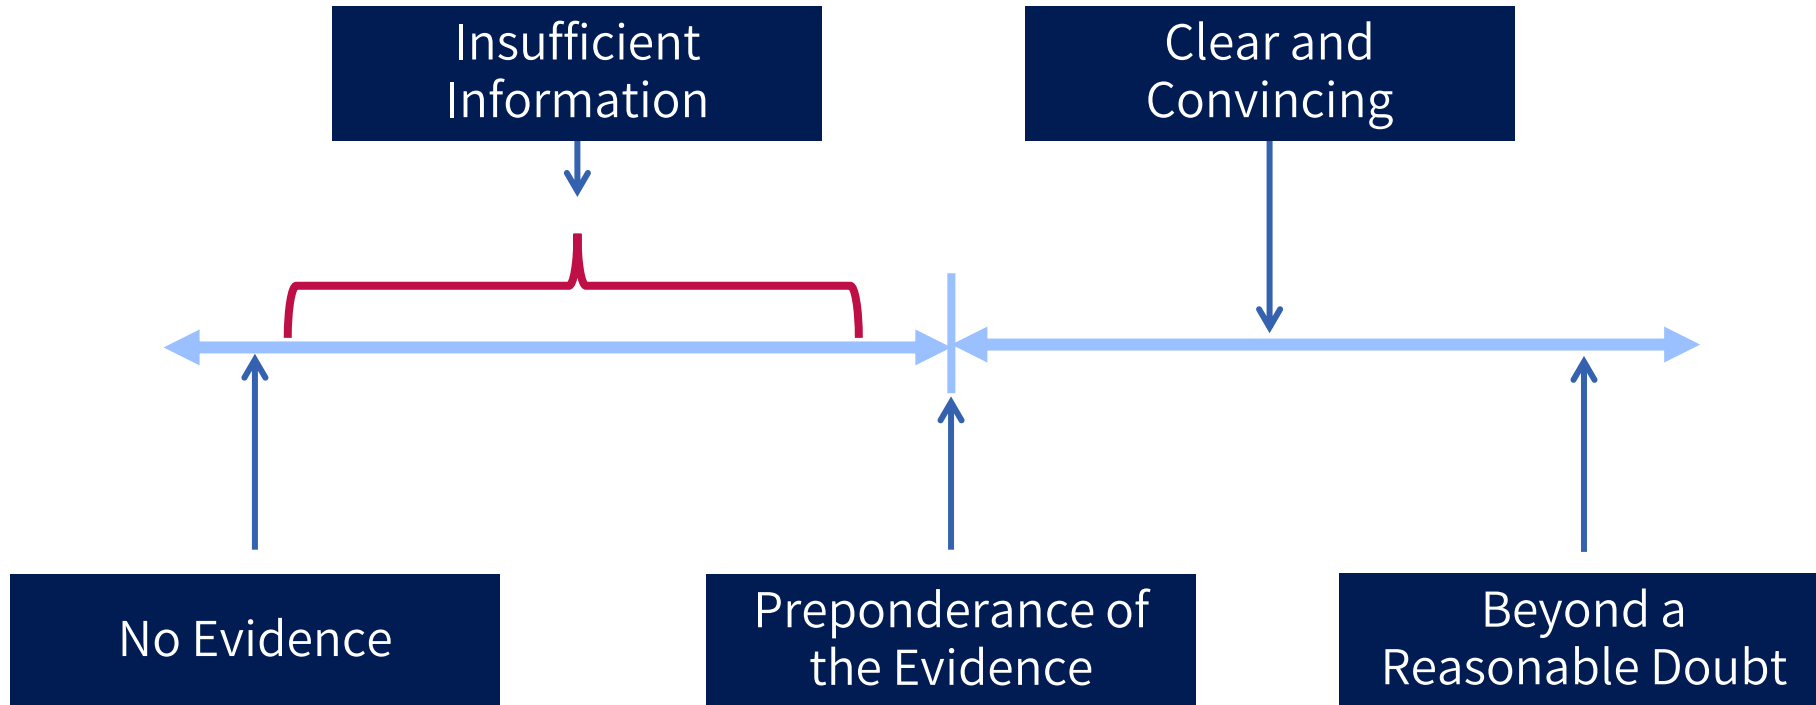 Insufficient
Information
Clear and
Convincing
No Evidence
Preponderance of
the Evidence
Beyond a
Reasonable Doubt